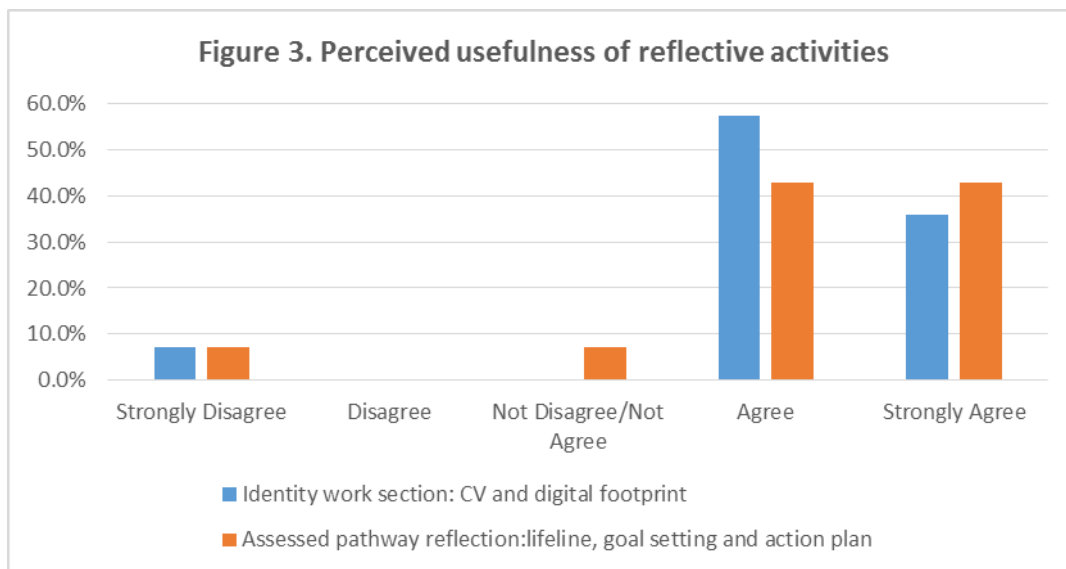 Figure 3. Perceived usefulness of reflective activities
60.0%
50.0%
40.0%
30.0%
20.0%
10.0%
0.0%
Strongly Disagree
Disagree
Not Disagree/Not
Agree
Agree
Strongly Agree
Identity work section: CV and digital footprint
Assessed pathway reflection:lifeline, goal setting and action plan